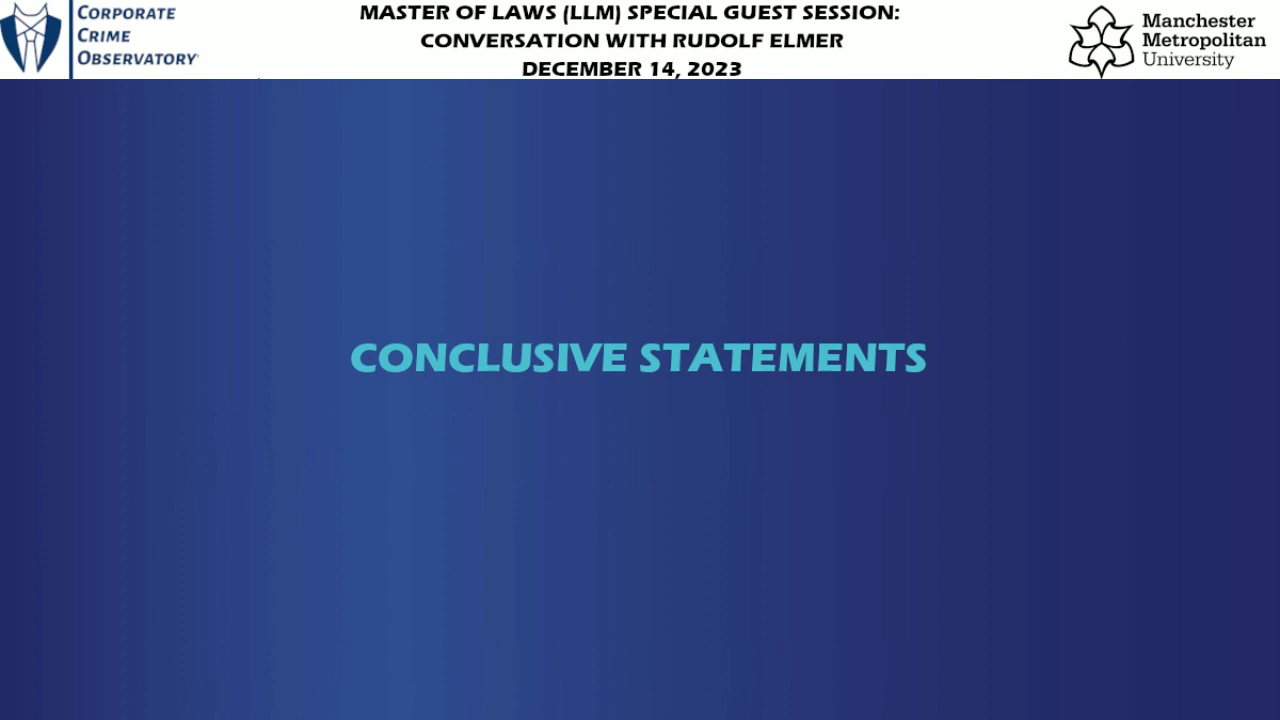 CORPORATE
CRIME
OBSERVATORY
MASTER OF LAWS (LLM) SPECIAL GUEST SESSION:
CONVERSATION WITH RUDOLF ELMER
DECEMBER 14, 2023
Manchester
Metropolitan
University
CONCLUSIVE STATEMENTS